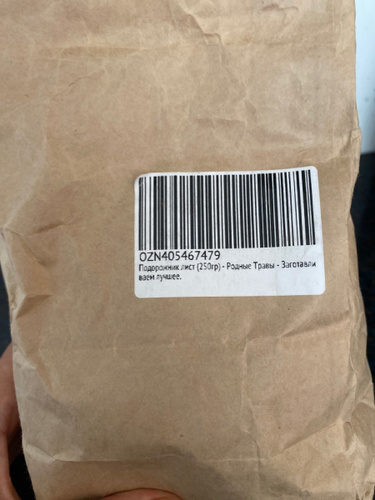 OZN405467479
Подорожник лист (250гр) - Родные Травы - Заготавли
ваем лучшее.